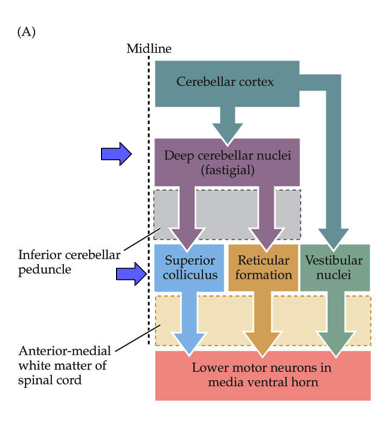 (A)
Midline
Cerebellar cortex
Deep cerebellar nuclei
(fastigial)
Inferior cerebellar
peduncle
Superior
colliculus
Reticular
formation
Vestibular
nuclei
Anterior-medial
white matter of
spinal cord
Lower motor neurons in
media ventral horn